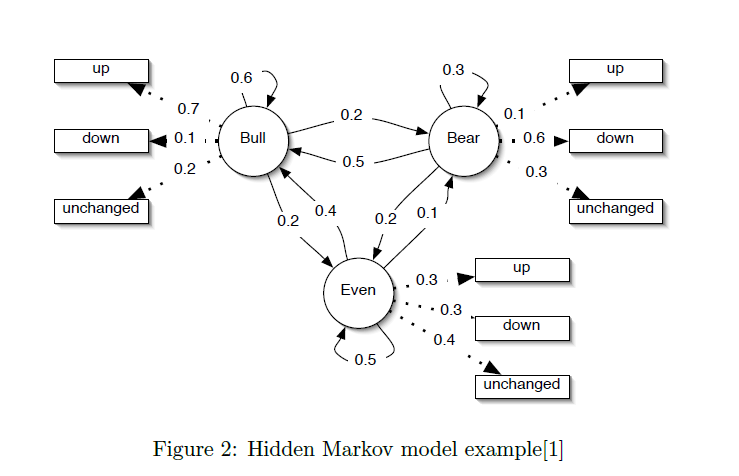 up
up
0.6
0.3
0.7
0.1
0.2
down
0.1
Bull
Bear
0.6
down
0.5
0.2
0.3
unchanged
unchanged
0.2
0.4
0.2
0.1
up
0.3
Even
0.3
down
0.4
0.5
unchanged
Figure 2: Hidden Markov model example[1]